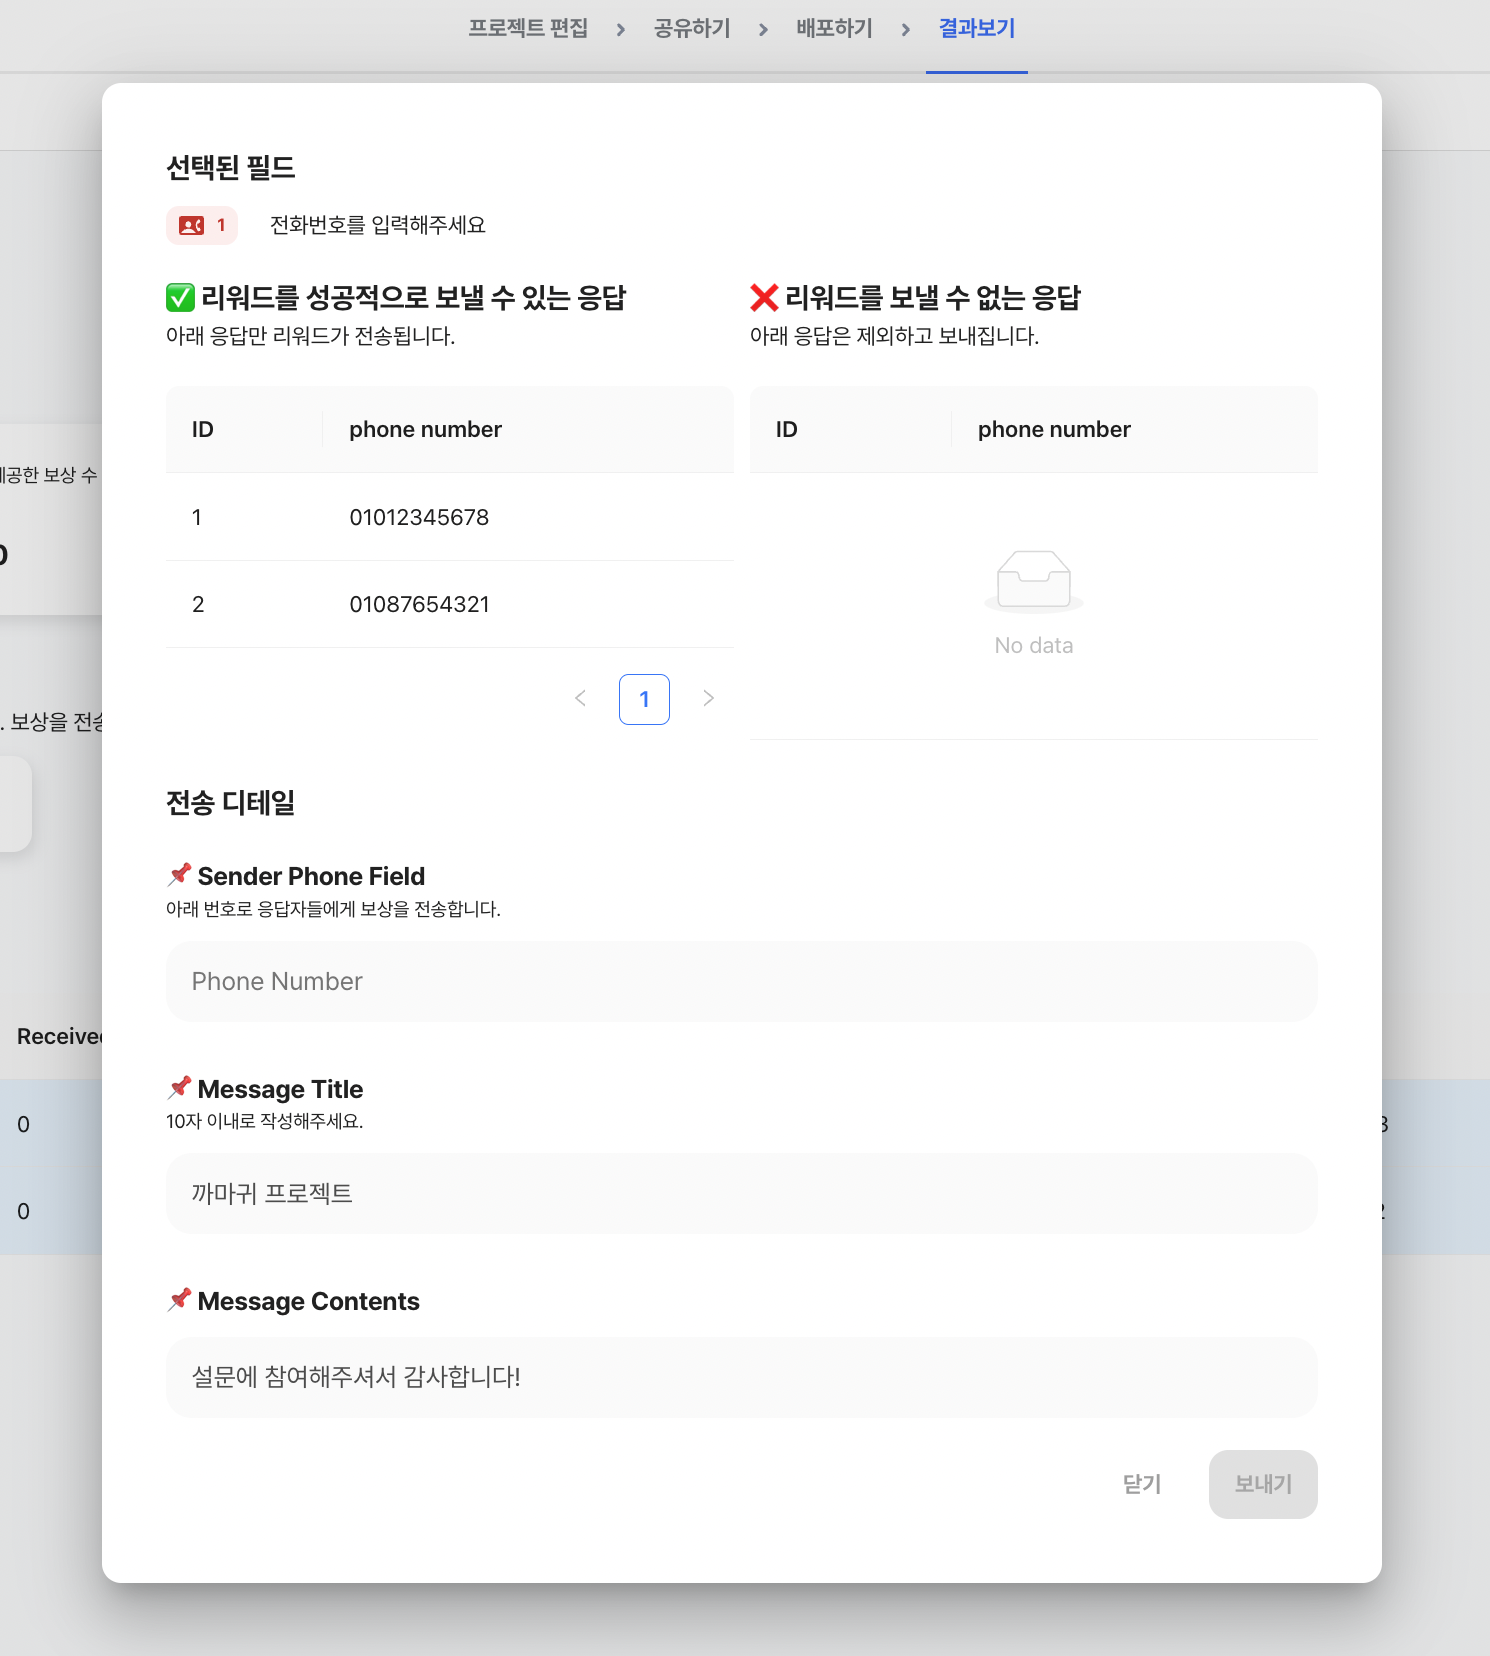 프로젝트 편집 > 공유하기 > 배포하기 > 결과보기
선택된 필드
1 전화번호를 입력해주세요
✅ 리워드를 성공적으로 보낼 수 있는 응답
아래 응답만 리워드가 전송됩니다.
❌ 리워드를 보낼 수 없는 응답
아래 응답은 제외하고 보내집니다.
ID phone number
1 01012345678
2 01087654321
< 1 >
ID phone number
No data
제공한 보상 수
0
. 보상을 전송
전송 디테일
📌 Sender Phone Field
아래 번호로 응답자들에게 보상을 전송합니다.
Phone Number
Received
0
0
📌 Message Title
10자 이내로 작성해주세요.
까마귀 프로젝트
📌 Message Contents
설문에 참여해주셔서 감사합니다!
닫기 보내기